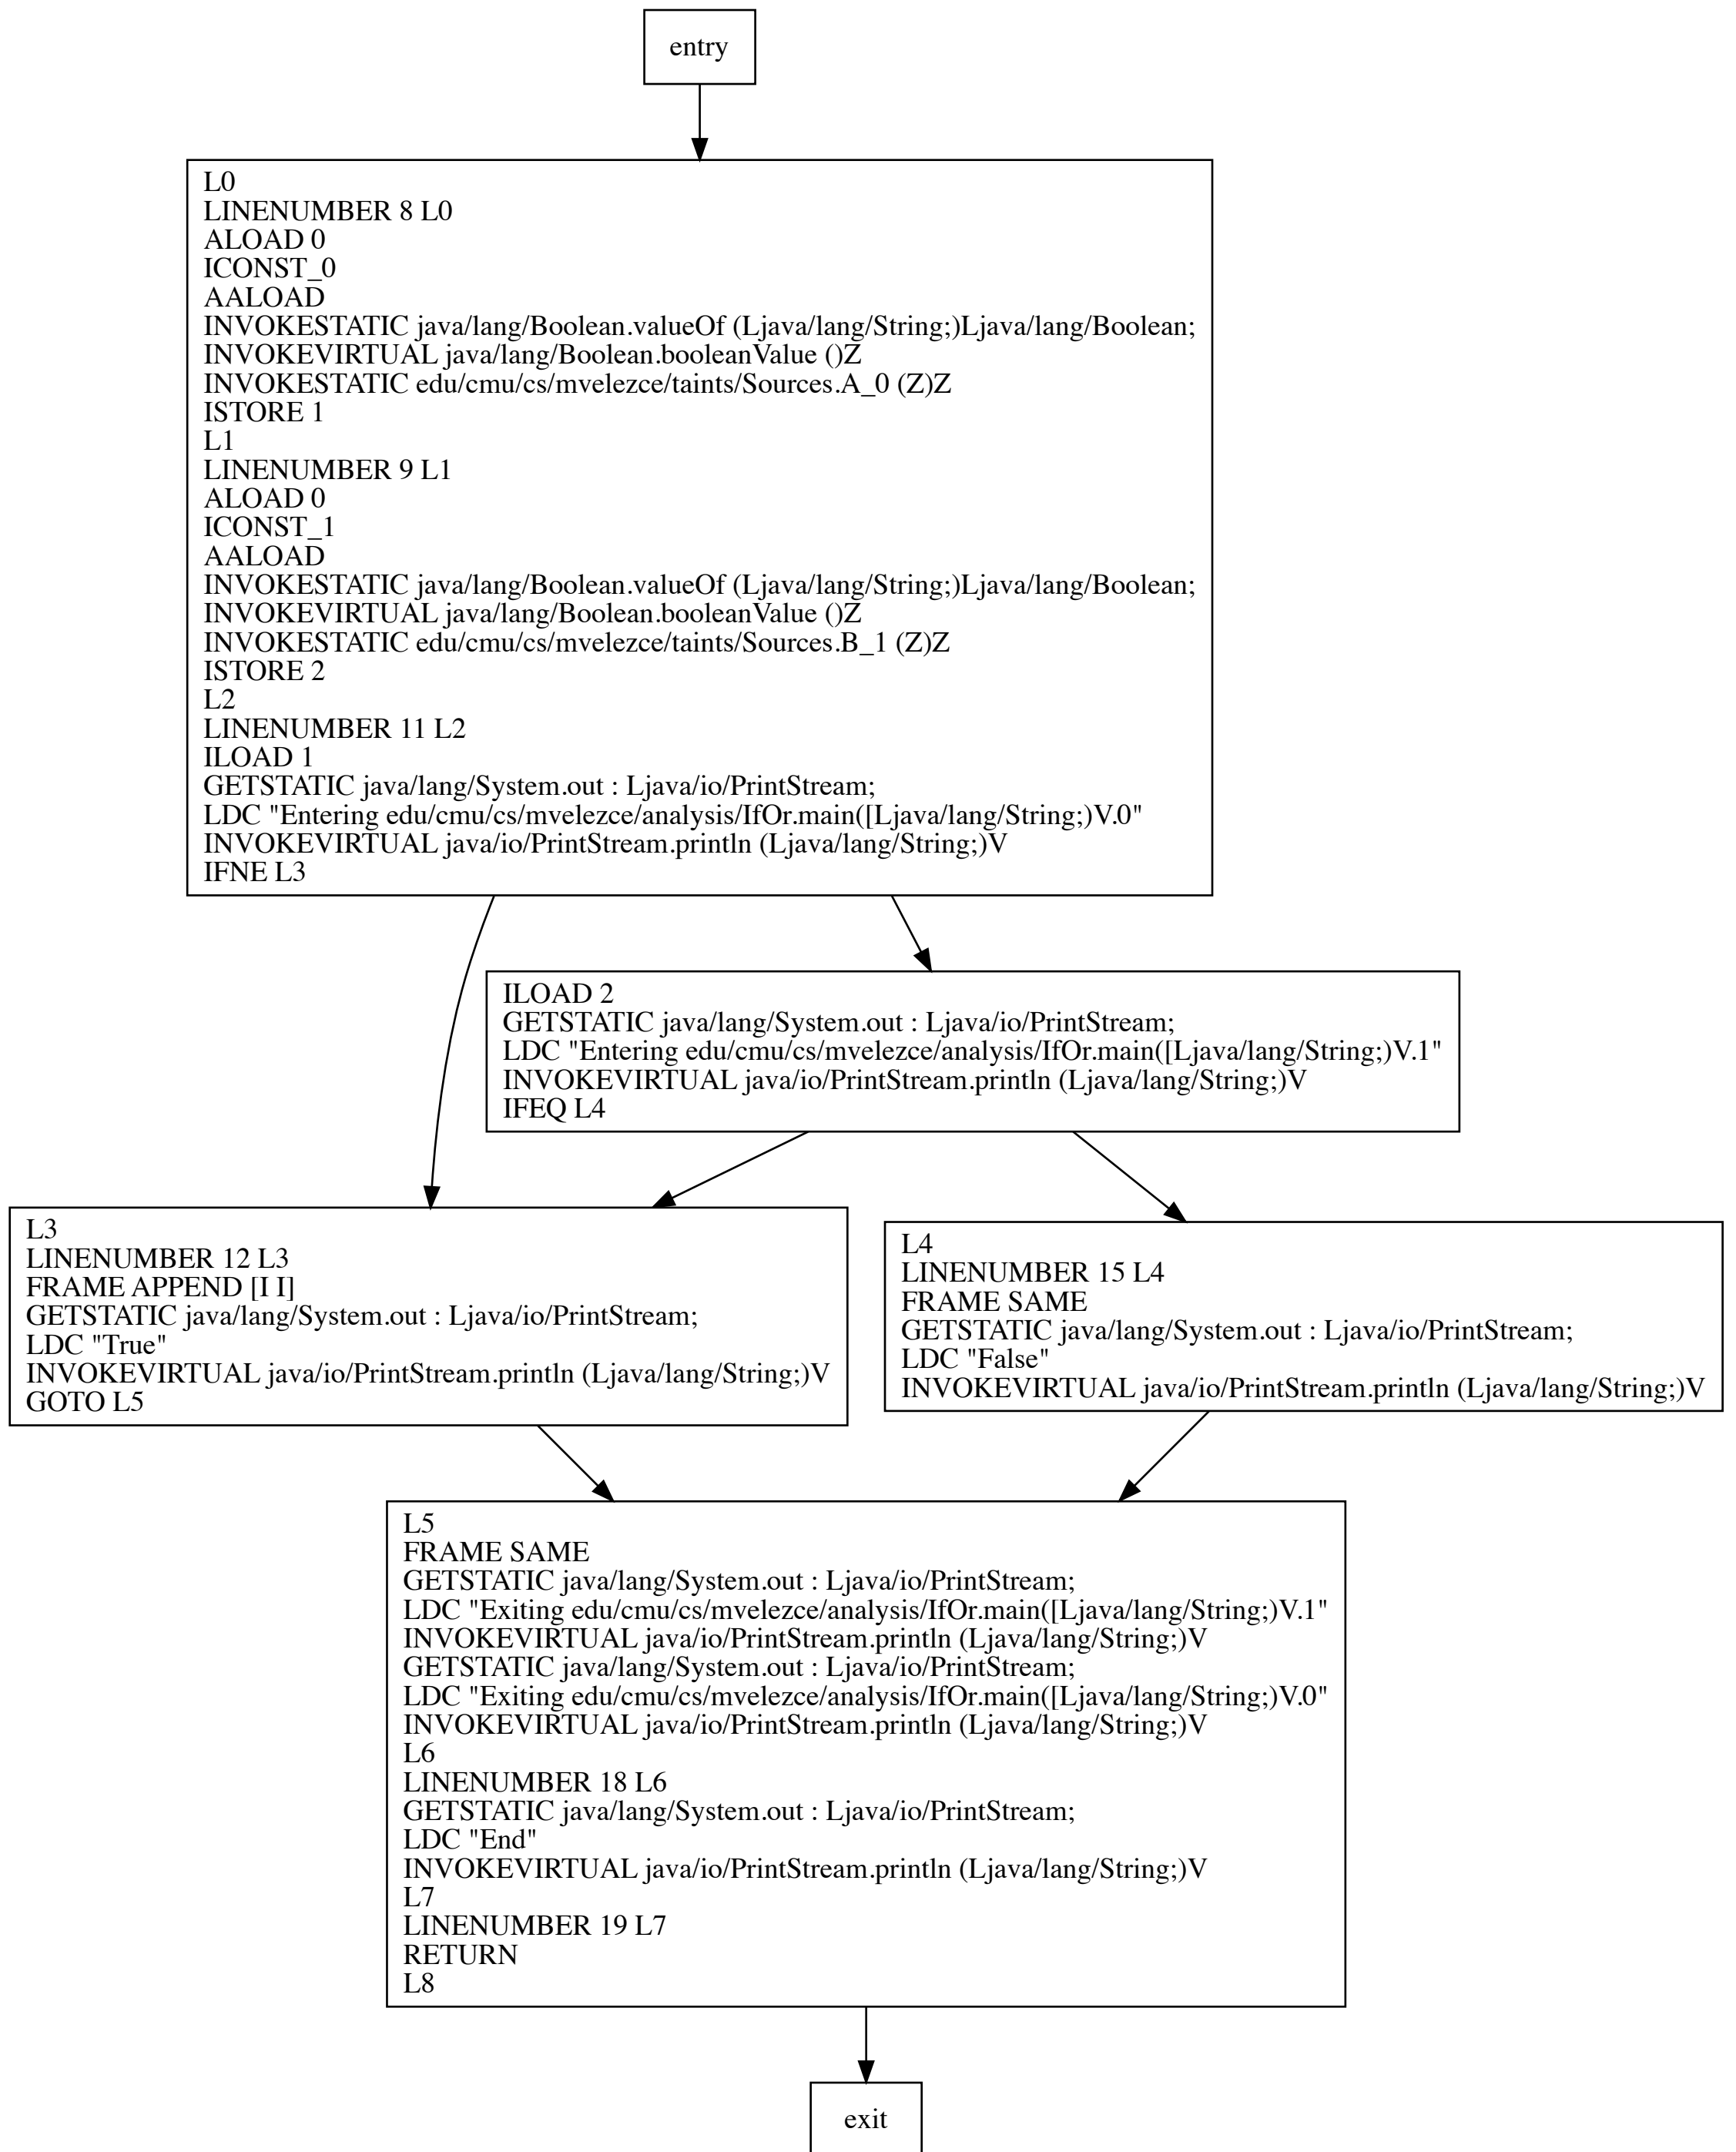 entry
L0
LINENUMBER 8 L0
ALOAD 0
ICONST_0
AALOAD
INVOKESTATIC java/lang/Boolean.valueOf (Ljava/lang/String;)Ljava/lang/Boolean;
INVOKEVIRTUAL java/lang/Boolean.booleanValue ()Z
INVOKESTATIC edu/cmu/cs/mvelezce/taints/Sources.A_0 (Z)Z
ISTORE 1
L1
LINENUMBER 9 L1
ALOAD 0
ICONST_1
AALOAD
INVOKESTATIC java/lang/Boolean.valueOf (Ljava/lang/String;)Ljava/lang/Boolean;
INVOKEVIRTUAL java/lang/Boolean.booleanValue ()Z
INVOKESTATIC edu/cmu/cs/mvelezce/taints/Sources.B_1 (Z)Z
ISTORE 2
L2
LINENUMBER 11 L2
ILOAD 1
GETSTATIC java/lang/System.out : Ljava/io/PrintStream;
LDC "Entering edu/cmu/cs/mvelezce/analysis/IfOr.main([Ljava/lang/String;)V.0"
INVOKEVIRTUAL java/io/PrintStream.println (Ljava/lang/String;)V
IFNE L3
ILOAD 2
GETSTATIC java/lang/System.out : Ljava/io/PrintStream;
LDC "Entering edu/cmu/cs/mvelezce/analysis/IfOr.main([Ljava/lang/String;)V.1"
INVOKEVIRTUAL java/io/PrintStream.println (Ljava/lang/String;)V
IFEQ L4
L3
LINENUMBER 12 L3
FRAME APPEND [I I]
GETSTATIC java/lang/System.out : Ljava/io/PrintStream;
LDC "True"
INVOKEVIRTUAL java/io/PrintStream.println (Ljava/lang/String;)V
GOTO L5
L4
LINENUMBER 15 L4
FRAME SAME
GETSTATIC java/lang/System.out : Ljava/io/PrintStream;
LDC "False"
INVOKEVIRTUAL java/io/PrintStream.println (Ljava/lang/String;)V
L5
FRAME SAME
GETSTATIC java/lang/System.out : Ljava/io/PrintStream;
LDC "Exiting edu/cmu/cs/mvelezce/analysis/IfOr.main([Ljava/lang/String;)V.1"
INVOKEVIRTUAL java/io/PrintStream.println (Ljava/lang/String;)V
GETSTATIC java/lang/System.out : Ljava/io/PrintStream;
LDC "Exiting edu/cmu/cs/mvelezce/analysis/IfOr.main([Ljava/lang/String;)V.0"
INVOKEVIRTUAL java/io/PrintStream.println (Ljava/lang/String;)V
L6
LINENUMBER 18 L6
GETSTATIC java/lang/System.out : Ljava/io/PrintStream;
LDC "End"
INVOKEVIRTUAL java/io/PrintStream.println (Ljava/lang/String;)V
L7
LINENUMBER 19 L7
RETURN
L8
exit